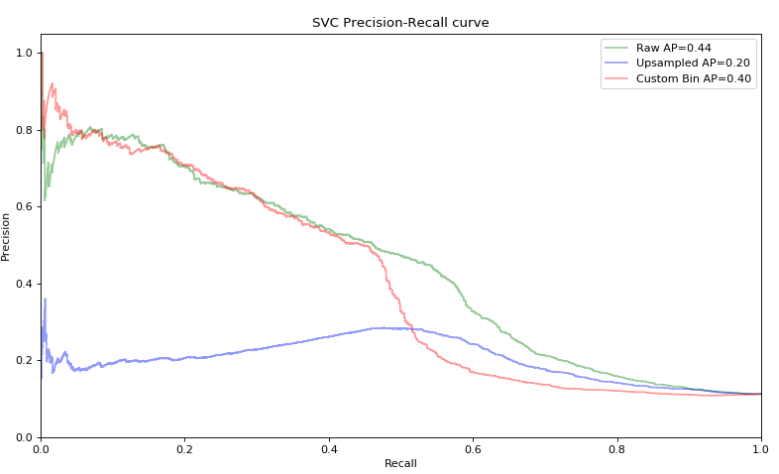 SVC Precision-Recall curve
Raw AP=0.44
Upsampled AP=0.20
Custom Bin AP=0.40
Precision
1.0
0.8
0.6
0.4
0.2
0.0
0.0 0.2 0.4 0.6 0.8 1.0
Recall